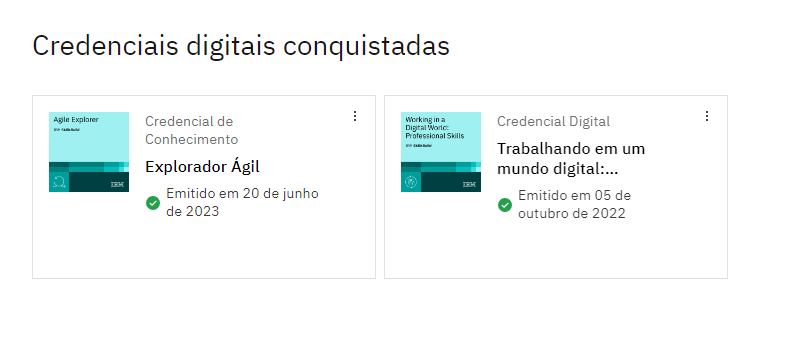 Credenciais digitais conquistadas
Agile Explorer
IBM SkillsBuild
IBM
Credencial de
Conhecimento
Explorador Ágil
Emitido em 20 de junho
de 2023
Working in a
Digital World:
Professional Skills
IBM SkillsBuild
IBM
Credencial Digital
Trabalhando em um
mundo digital:...
Emitido em 05 de
outubro de 2022